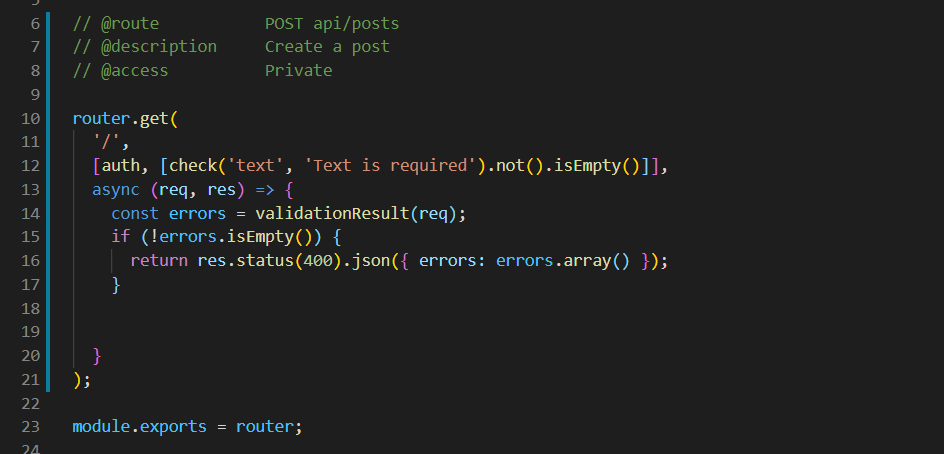 6 // @route POST api/posts
7 // @description Create a post
8 // @access Private
9
10 router.get(
11 '/',
12 [auth, [check('text', 'Text is required').not().isEmpty()]],
13 async (req, res) => {
14 const errors = validationResult(req);
15 if (!errors.isEmpty()) {
16 return res.status(400).json({ errors: errors.array() });
17 }
18
19
20 }
21 );
22
23 module.exports = router;
24